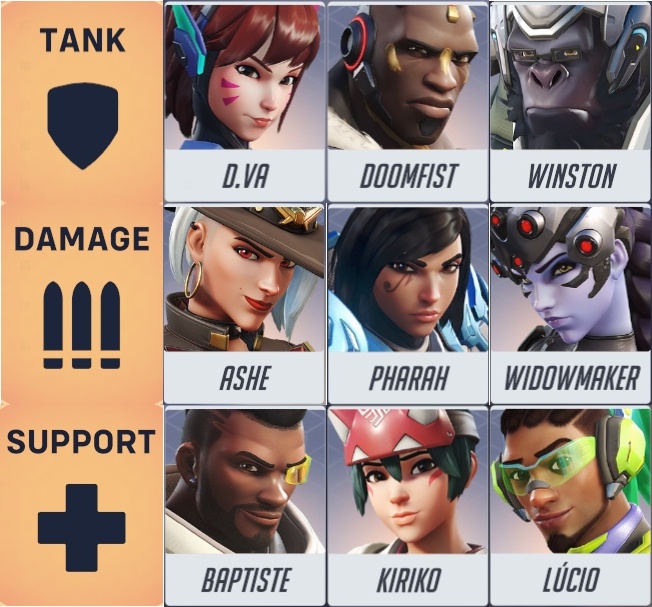 TANK
D.VA
DOOMFIST
WINSTON
DAMAGE
ASHE
PHARAH
WIDOWMAKER
SUPPORT
BAPTISTE
KIRIKO
LÚCIO